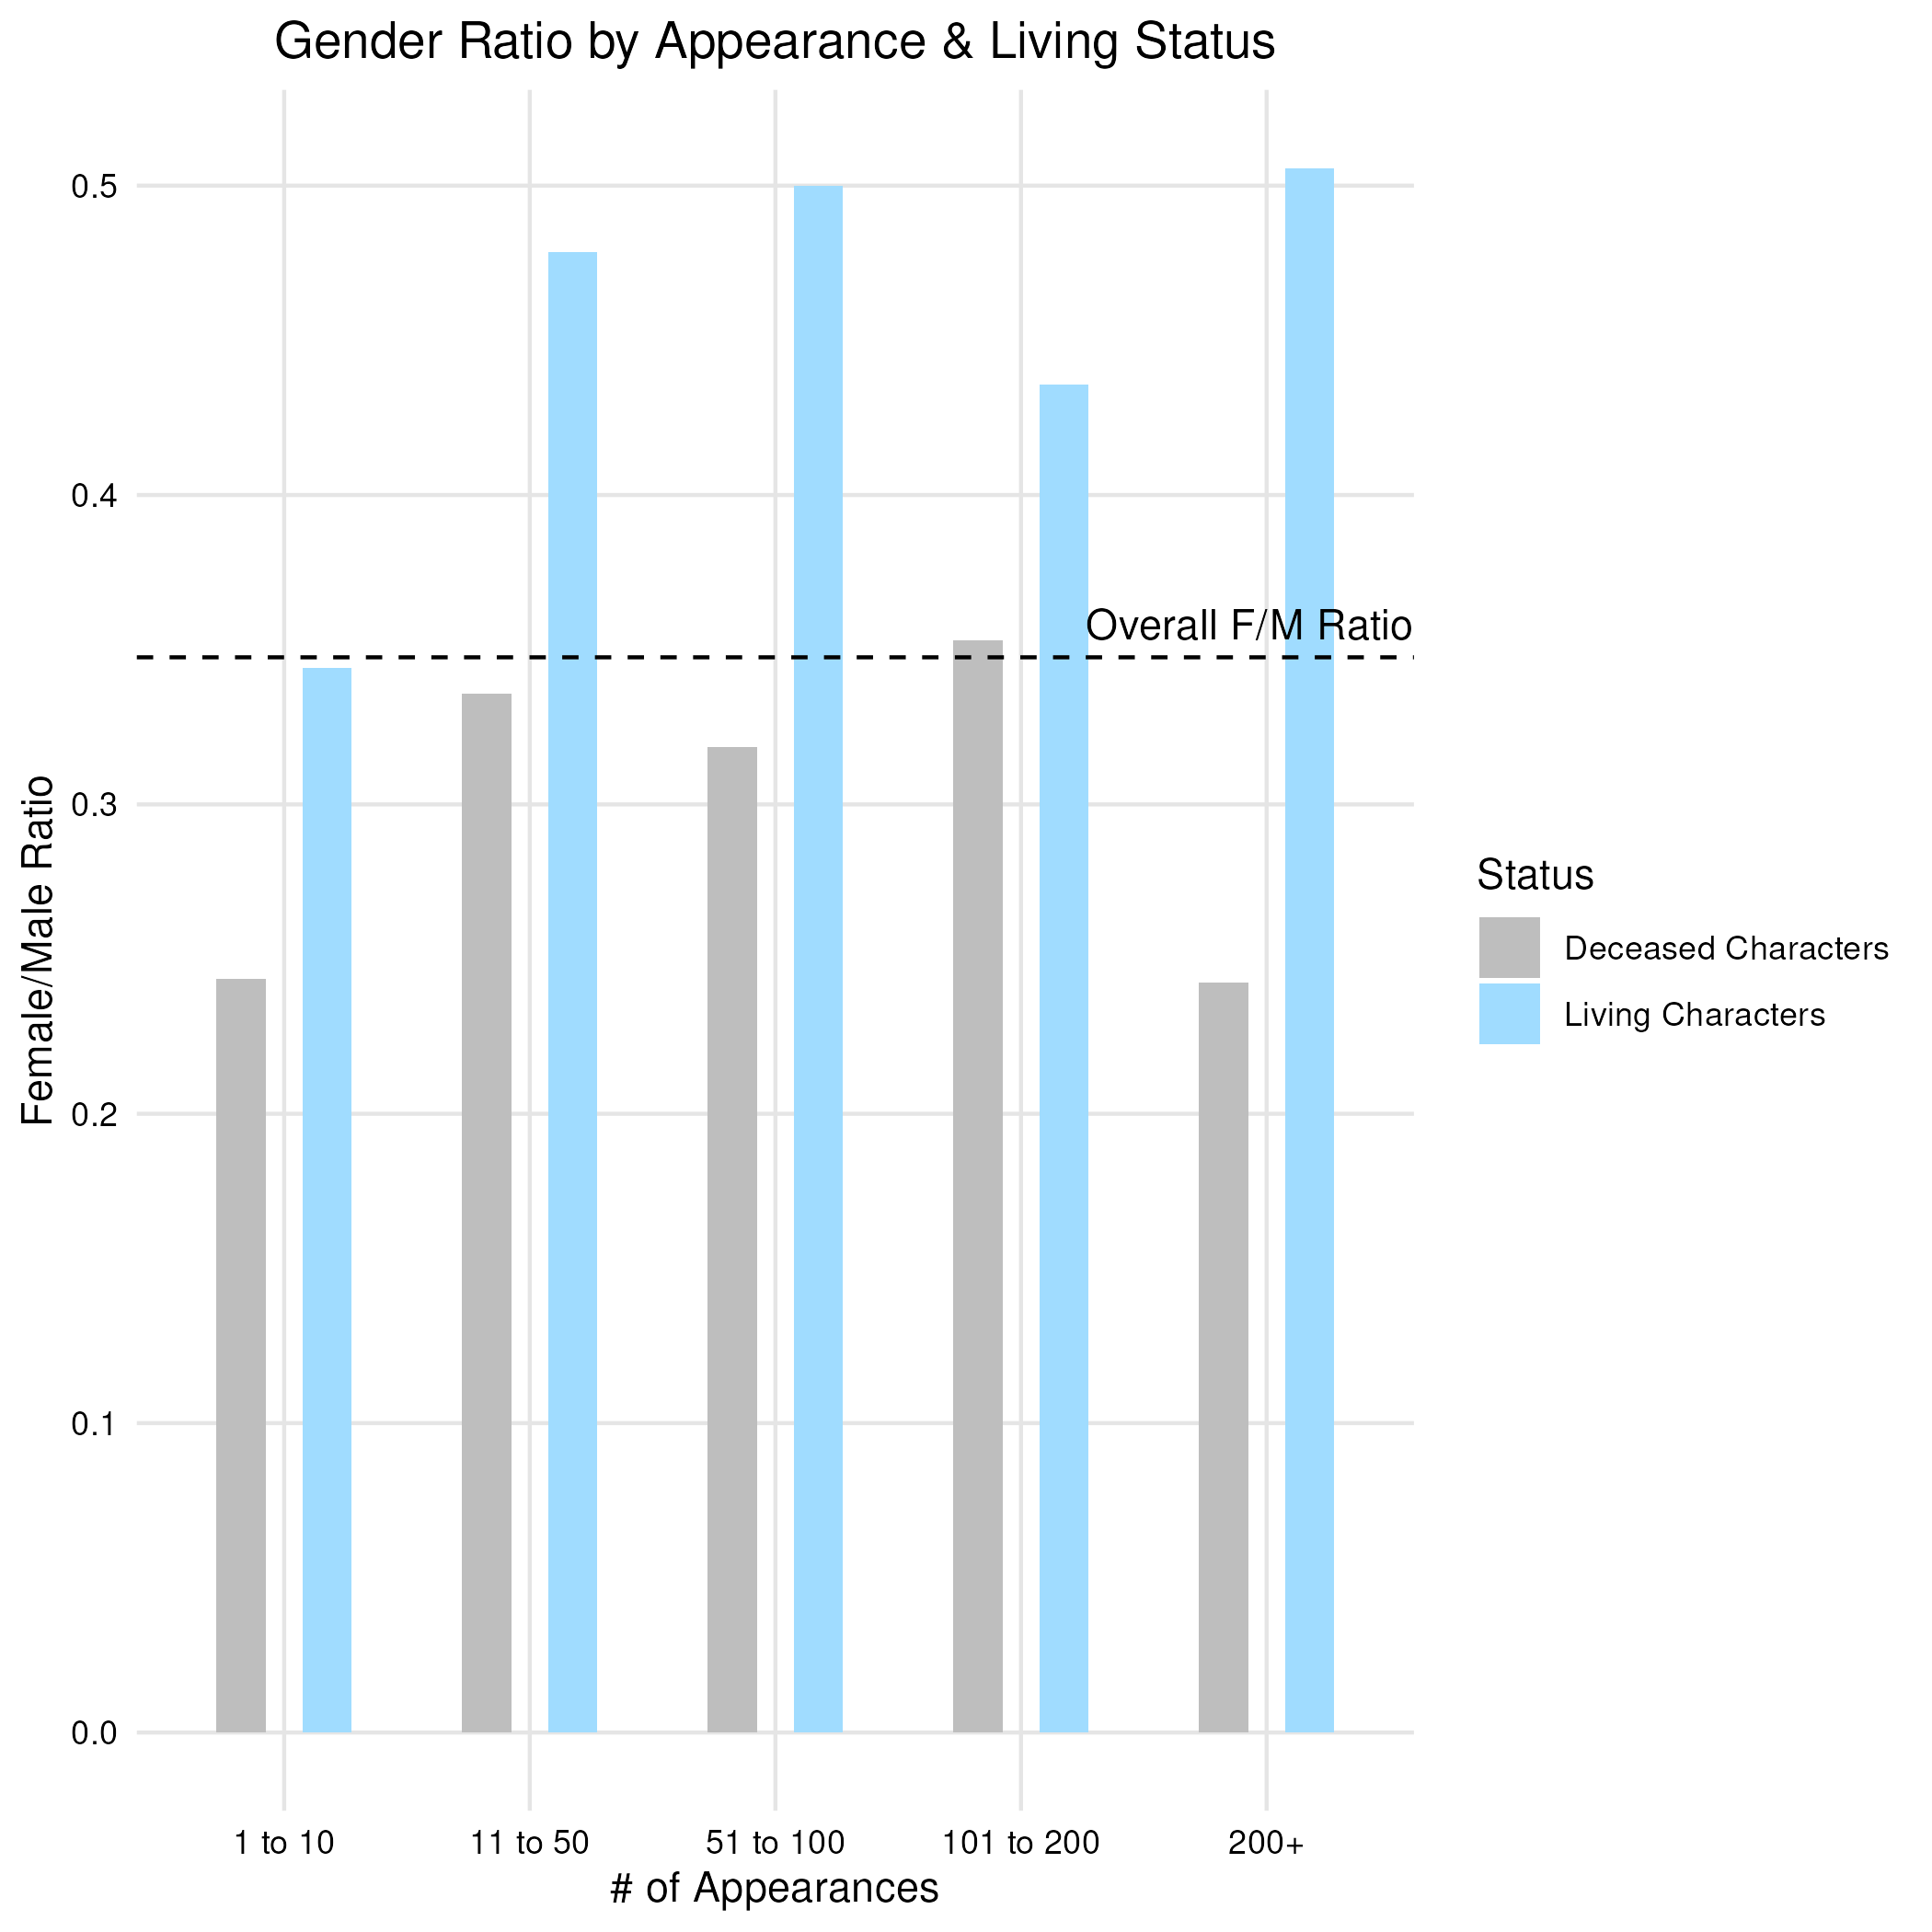 Gender Ratio by Appearance & Living Status
0.5
0.4
0.3
0.2
0.1
0.0
Female/Male Ratio
Overall F/M Ratio
1 to 10
11 to 50
51 to 100
101 to 200
200+
# of Appearances
Status
Deceased Characters
Living Characters